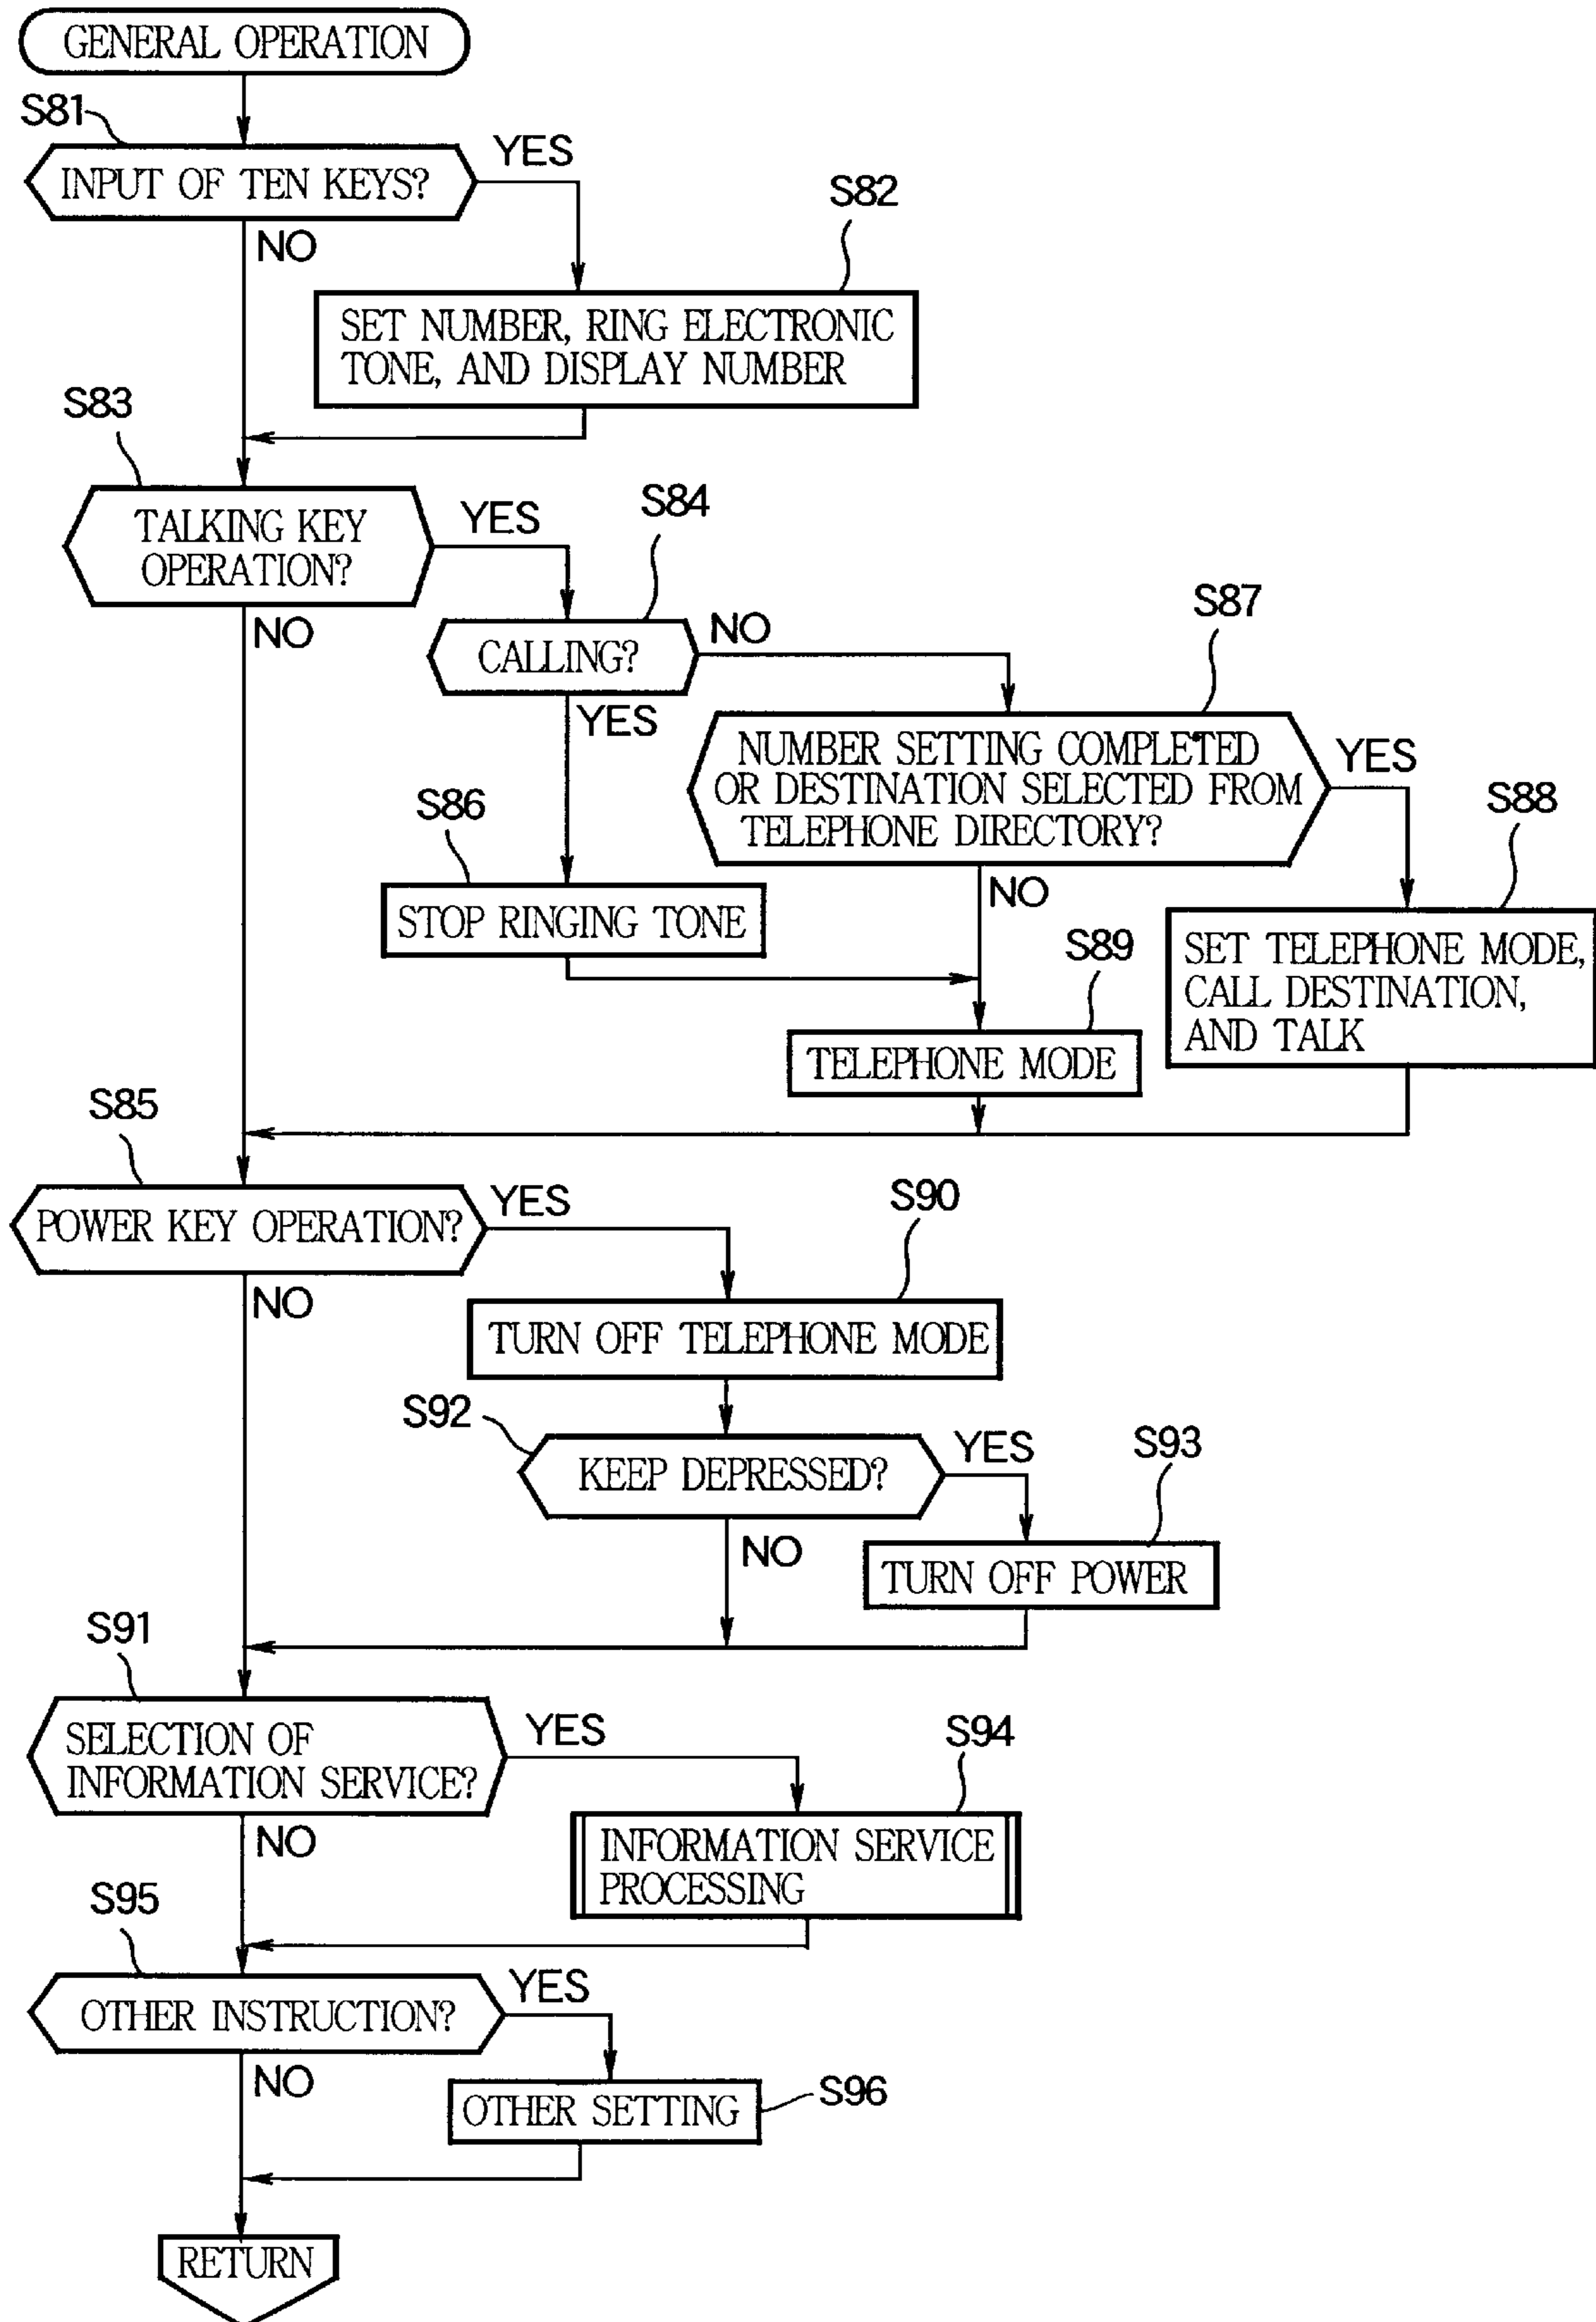 GENERAL OPERATION
S81
INPUT OF TEN KEYS?
YES
NO
S82
SET NUMBER, RING ELECTRONIC
TONE, AND DISPLAY NUMBER
S83
TALKING KEY
OPERATION?
YES
NO
S84
CALLING?
NO
YES
S87
NUMBER SETTING COMPLETED
OR DESTINATION SELECTED FROM
TELEPHONE DIRECTORY?
YES
NO
S86
STOP RINGING TONE
S88
SET TELEPHONE MODE,
CALL DESTINATION,
AND TALK
S89
TELEPHONE MODE
S85
POWER KEY OPERATION?
YES
NO
S90
TURN OFF TELEPHONE MODE
S92
KEEP DEPRESSED?
YES
NO
S93
TURN OFF POWER
S91
SELECTION OF
INFORMATION SERVICE?
YES
NO
S94
INFORMATION SERVICE
PROCESSING
S95
OTHER INSTRUCTION?
YES
NO
OTHER SETTING
S96
RETURN